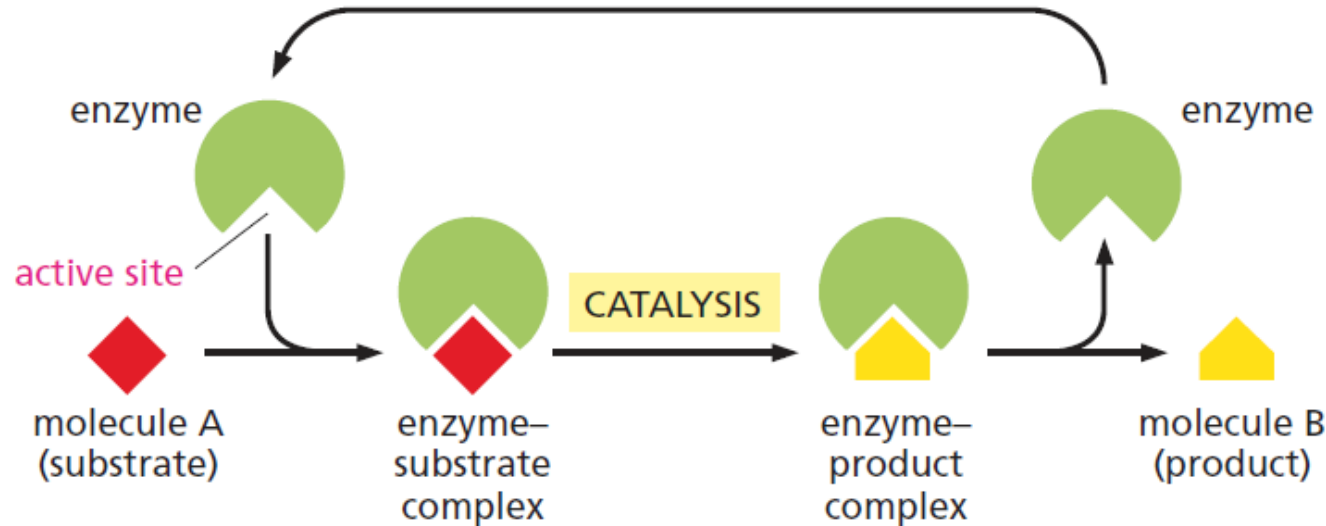 enzyme
enzyme
active site
CATALYSIS
molecule A
(substrate)
enzyme–
substrate
complex
enzyme–
product
complex
molecule B
(product)